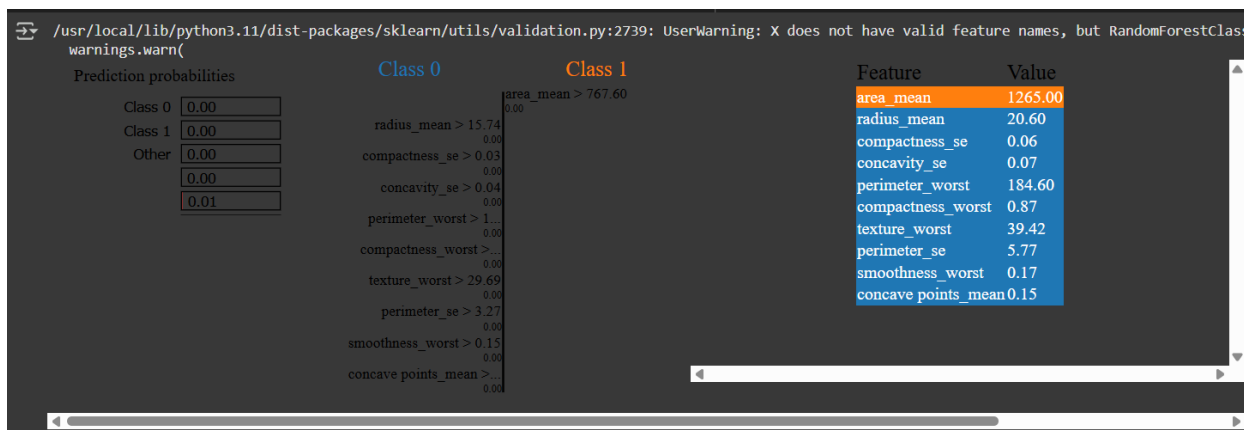 /usr/local/lib/python3.11/dist-packages/sklearn/utils/validation.py:2739: UserWarning: X does not have valid feature names, but RandomForestClas
warnings.warn(
Prediction probabilities
Class 0 0.00
Class 1 0.00
Other 0.00
0.00
0.01
Class 0 Class 1
area_mean > 767.60
0.00
radius_mean > 15.74
0.00
compactness_se > 0.03
0.00
concavity_se > 0.04
0.00
perimeter_worst > 1...
0.00
compactness_worst >...
0.00
texture_worst > 29.69
0.00
perimeter_se > 3.27
0.00
smoothness_worst > 0.15
0.00
concave points_mean >...
0.00
Feature Value
area_mean 1265.00
radius_mean 20.60
compactness_se 0.06
concavity_se 0.07
perimeter_worst 184.60
compactness_worst 0.87
texture_worst 39.42
perimeter_se 5.77
smoothness_worst 0.17
concave points_mean 0.15